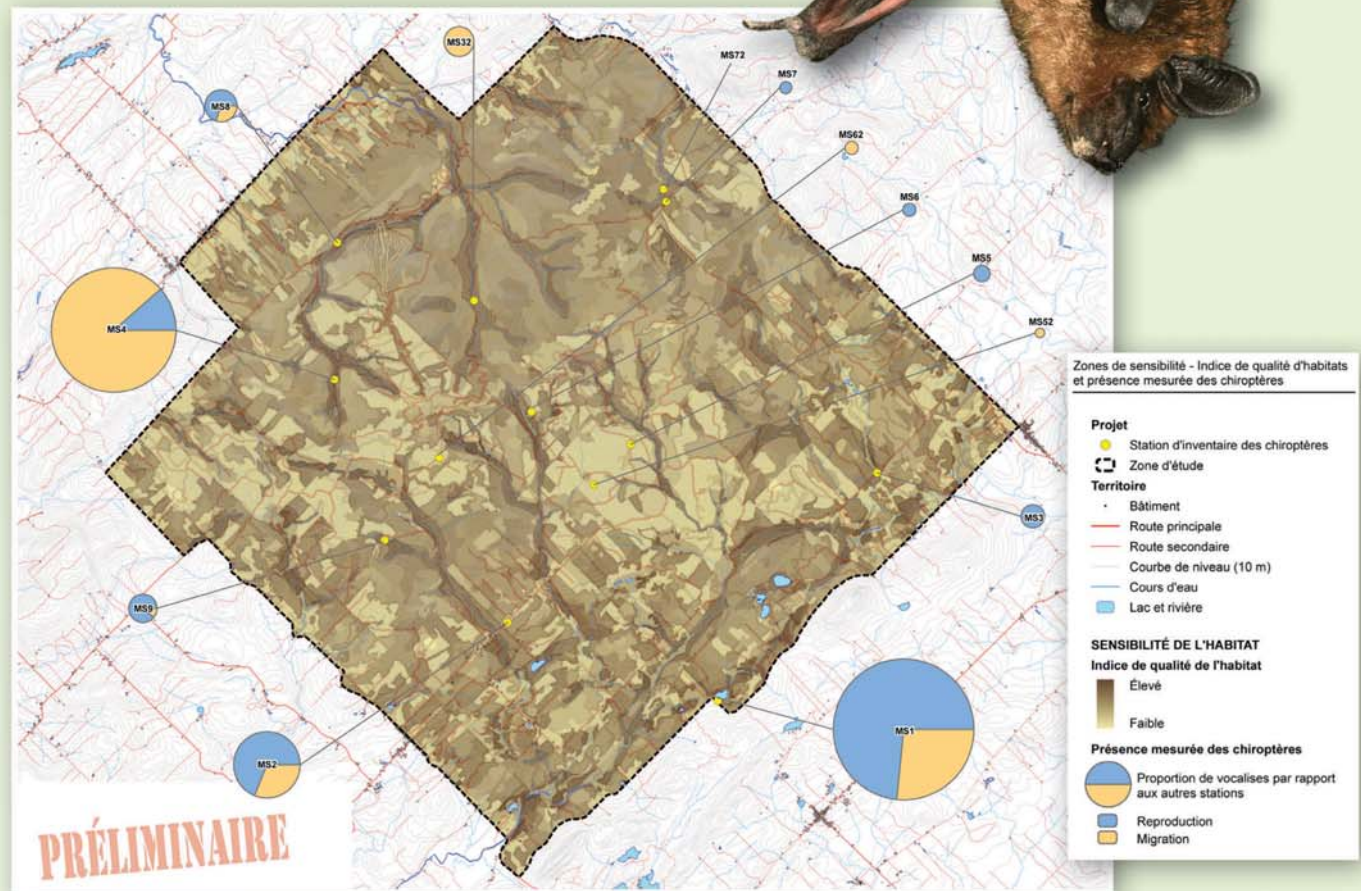 MS32
MS72
MS7
MS8
MS62
MS6
MS5
MS4
MS52
MS3
MS9
MS1
MS2
PRÉLIMINAIRE
Zones de sensibilité - Indice de qualité d'habitats
et présence mesurée des chiroptères
Projet
Station d'inventaire des chiroptères
Zone d'étude
Territoire
Bâtiment
Route principale
Route secondaire
Courbe de niveau (10 m)
Cours d'eau
Lac et rivière
SENSIBILITÉ DE L'HABITAT
Indice de qualité de l'habitat
Élevé
Faible
Présence mesurée des chiroptères
Proportion de vocalises par rapport
aux autres stations
Reproduction
Migration